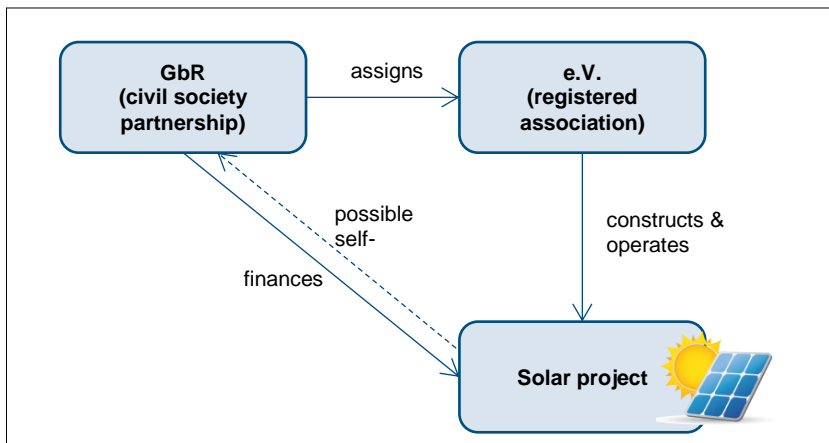 GbR
(civil society
partnership)
assigns
e.V.
(registered
association)
possible
self-
finances
constructs &
operates
Solar project